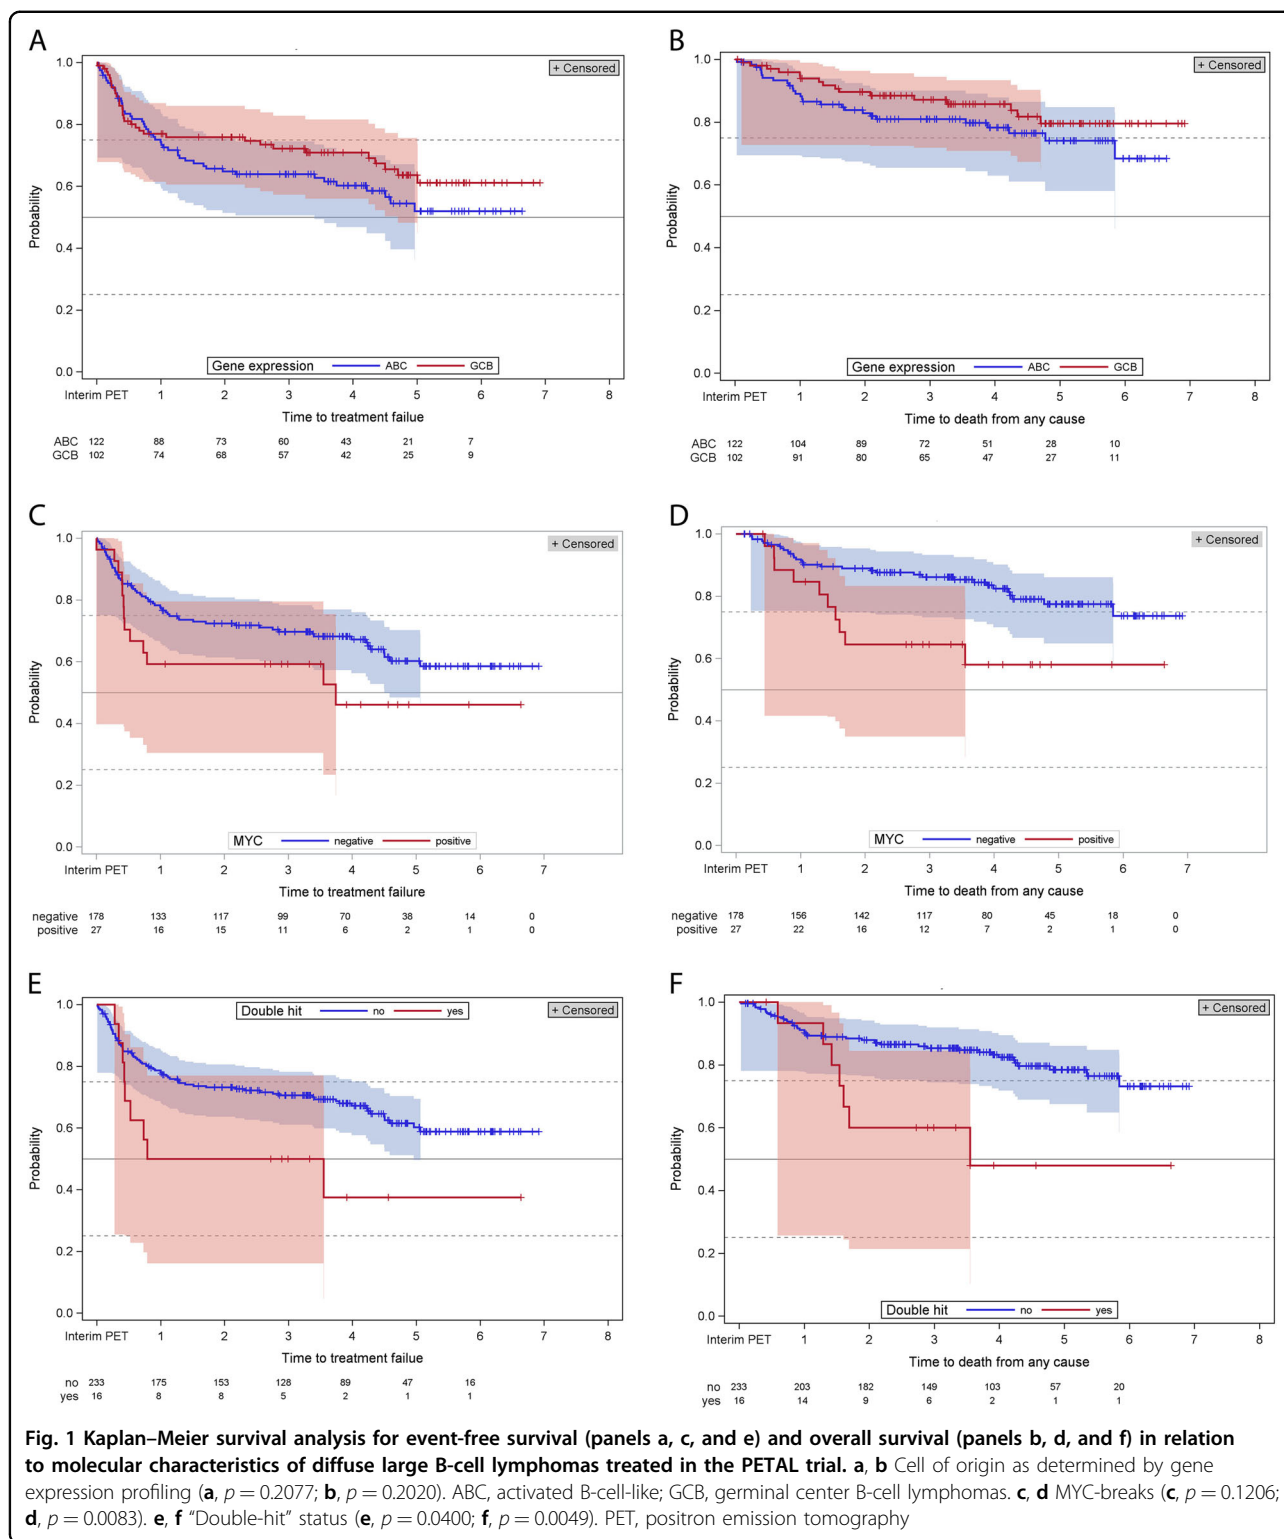 A
+ Censored
1.0
0.8
0.6
0.4
0.2
0.0
Probability
Gene expression ABC GCB
Interim PET 1 2 3 4 5 6 7 8
Time to treatment failue
ABC 122 88 73 60 43 21 7
GCB 102 74 68 57 42 25 9
B
+ Censored
1.0
0.8
0.6
0.4
0.2
0.0
Probability
Gene expression ABC GCB
Interim PET 1 2 3 4 5 6 7 8
Time to death from any cause
ABC 122 104 89 72 51 28 10
GCB 102 91 80 65 47 27 11
C
+ Censored
1.0
0.8
0.6
0.4
0.2
0.0
Probability
MYC negative positive
Interim PET 1 2 3 4 5 6 7
Time to treatment failure
negative 178 133 117 99 70 38 14 0
positive 27 16 15 11 6 2 1 0
D
+ Censored
1.0
0.8
0.6
0.4
0.2
0.0
Probability
MYC negative positive
Interim PET 1 2 3 4 5 6 7
Time to death from any cause
negative 178 156 142 117 80 45 18 0
positive 27 22 16 12 7 2 1 0
E
Double hit no yes
+ Censored
1.0
0.8
0.6
0.4
0.2
0.0
Probability
Interim PET 1 2 3 4 5 6 7 8
Time to treatment failue
no 233 175 153 128 89 47 16
yes 16 8 8 5 2 1 1
F
+ Censored
1.0
0.8
0.6
0.4
0.2
0.0
Probability
Double hit no yes
Interim PET 1 2 3 4 5 6 7 8
Time to death from any cause
no 233 203 182 149 103 57 20
yes 16 14 9 6 2 1 1
Fig. 1 Kaplan–Meier survival analysis for event-free survival (panels a, c, and e) and overall survival (panels b, d, and f) in relation
to molecular characteristics of diffuse large B-cell lymphomas treated in the PETAL trial. a, b Cell of origin as determined by gene
expression profiling (a, p = 0.2077; b, p = 0.2020). ABC, activated B-cell-like; GCB, germinal center B-cell lymphomas. c, d MYC-breaks (c, p = 0.1206;
d, p = 0.0083). e, f “Double-hit” status (e, p = 0.0400; f, p = 0.0049). PET, positron emission tomography